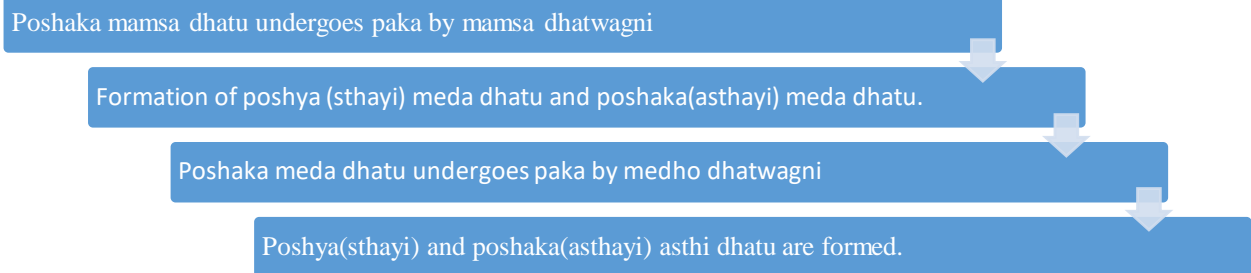 Poshaka mamsa dhatu undergoes paka by mamsa dhatwagni
Formation of poshya (sthayi) meda dhatu and poshaka(asthayi) meda dhatu.
Poshaka meda dhatu undergoes paka by medho dhatwagni
Poshya(sthayi) and poshaka(asthayi) asthi dhatu are formed.